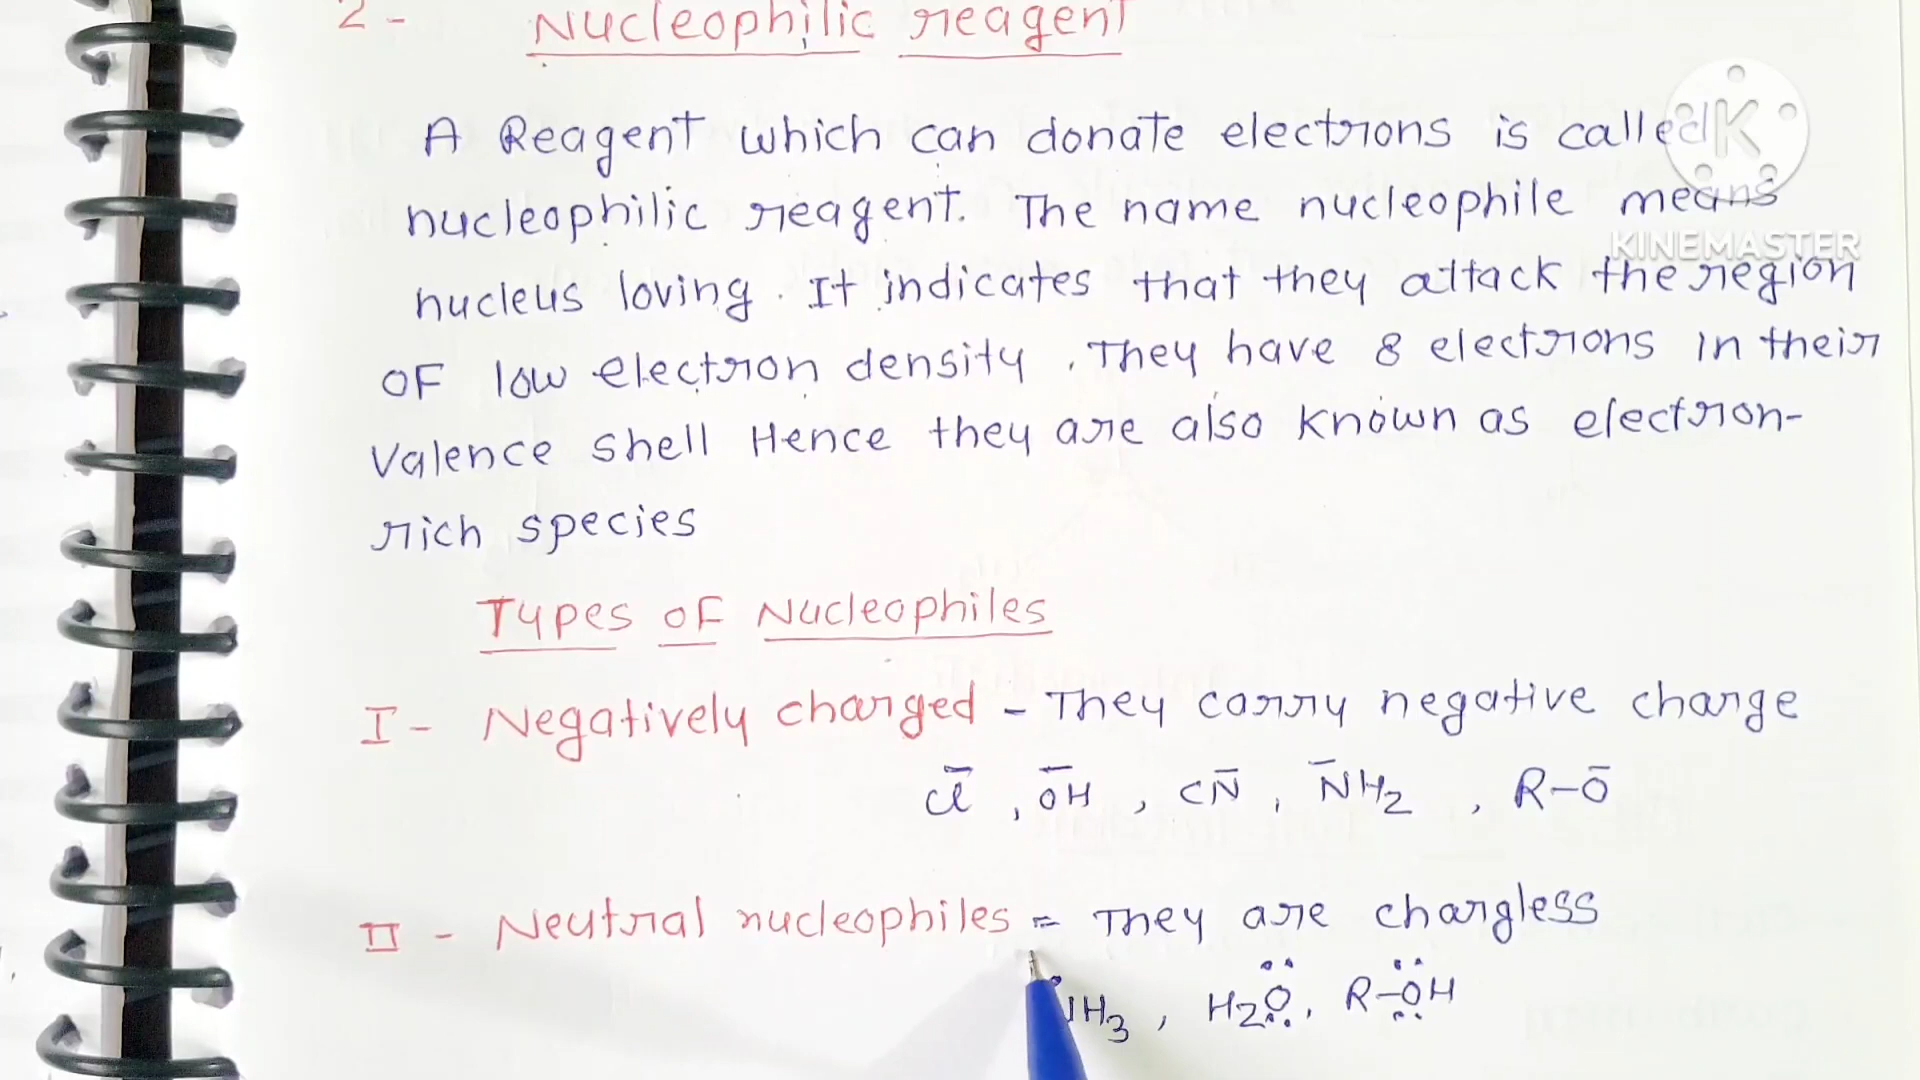 2 - Nucleophilic reagent
A Reagent which can donate electrons is called
nucleophilic reagent. The name nucleophile means
KINEMASTER
nucleus loving. It indicates that they attack the region
OF low electron density. They have 8 electrons in their
Valence shell Hence they are also known as electron-
rich species
Types OF Nucleophiles
I - Negatively charged - They carry negative charge
C̅l̅, O̅H, CN̅, N̅H2, R-O̅
II - Neutral nucleophiles = They are chargless
H3, H2O, R-OH